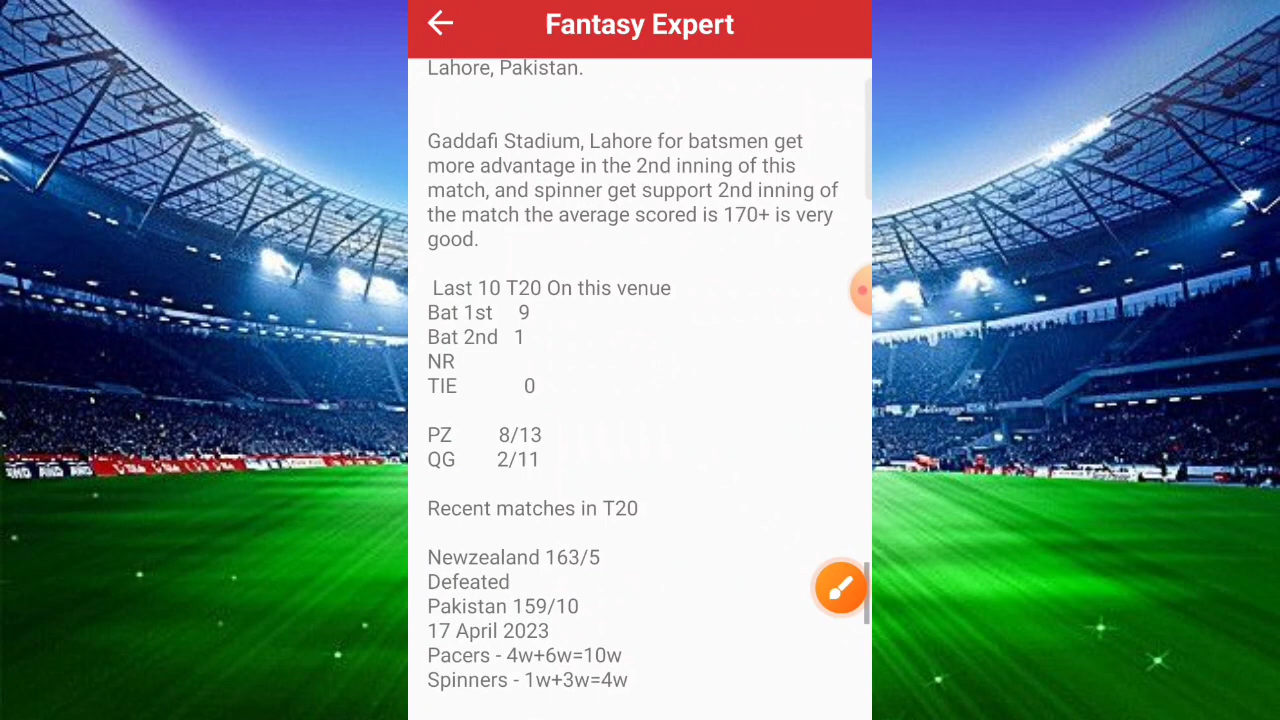 Fantasy Expert
Lahore, Pakistan.
Gaddafi Stadium, Lahore for batsmen get
more advantage in the 2nd inning of this
match, and spinner get support 2nd inning of
the match the average scored is 170+ is very
good.
Last 10 T20 On this venue
Bat 1st 9
Bat 2nd 1
NR
TIE 0
PZ 8/13
QG 2/11
Recent matches in T20
Newzealand 163/5
Defeated
Pakistan 159/10
17 April 2023
Pacers - 4w+6w=10w
Spinners - 1w+3w=4w